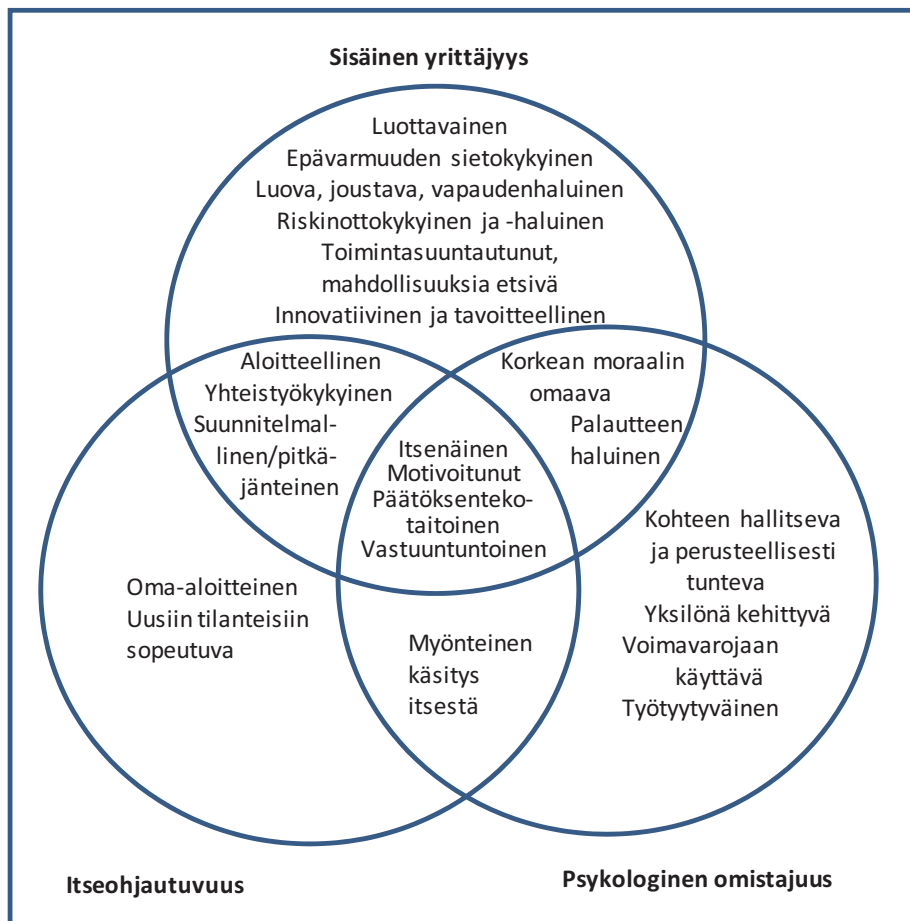 Sisäinen yrittäjyys
Luottavainen
Epävarmuuden sietokykyinen
Luova, joustava, vapaudenhaluinen
Riskinottokykyinen ja -haluinen
Toimintasuuntautunut,
mahdollisuuksia etsivä
Innovatiivinen ja tavoitteellinen
Aloitteellinen
Yhteistyökykyinen
Suunnitelmal-
linen/pitkä-
jänteinen
Korkean moraalin
omaava
Palautteen
haluinen
Itsenäinen
Motivoitunut
Päätöksenteko-
taitoinen
Vastuuntuntoinen
Oma-aloitteinen
Uusiin tilanteisiin
sopeutuva
Myönteinen
käsitys
itsestä
Kohteen hallitseva
ja perusteellisesti
tunteva
Yksilönä kehittyvä
Voimavarojaan
käyttävä
Työtyytyväinen
Itseohjautuvuus
Psykologinen omistajuus